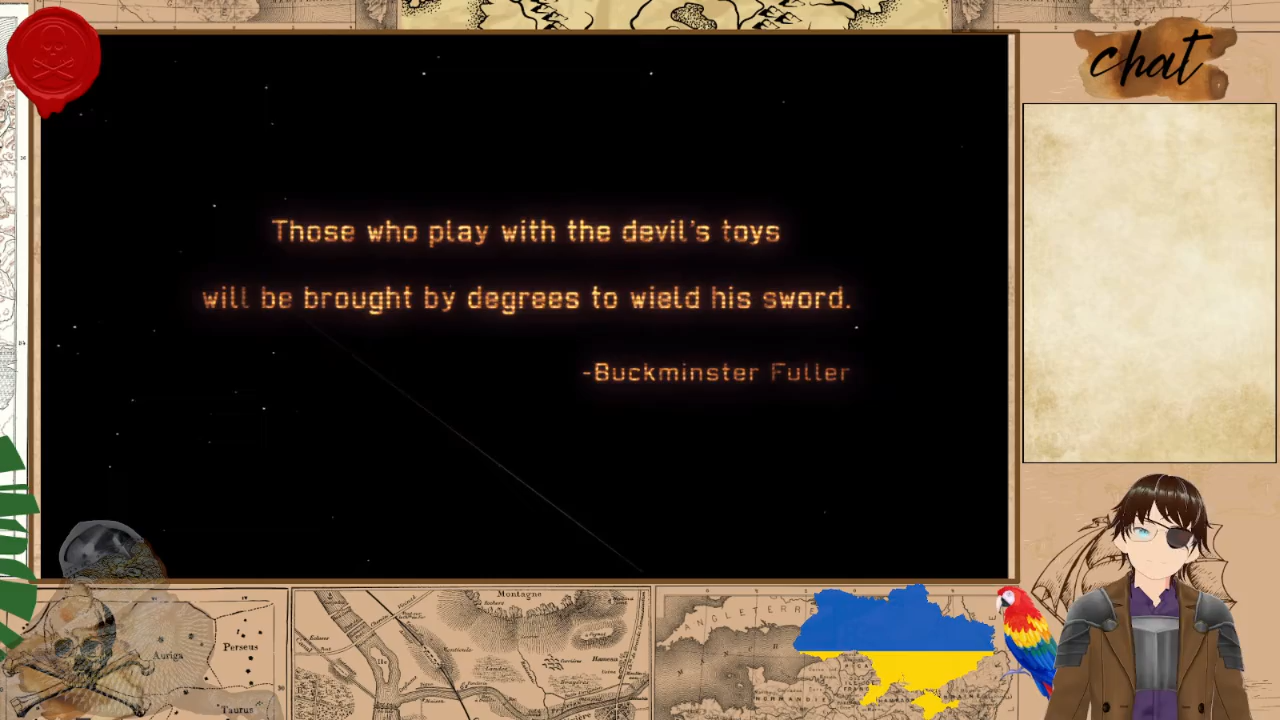 chat
Those who play with the devil's toys
will be brought by degrees to wield his sword.
-Buckminster Fuller
Montagne
Auriga
Perseus
Taurus